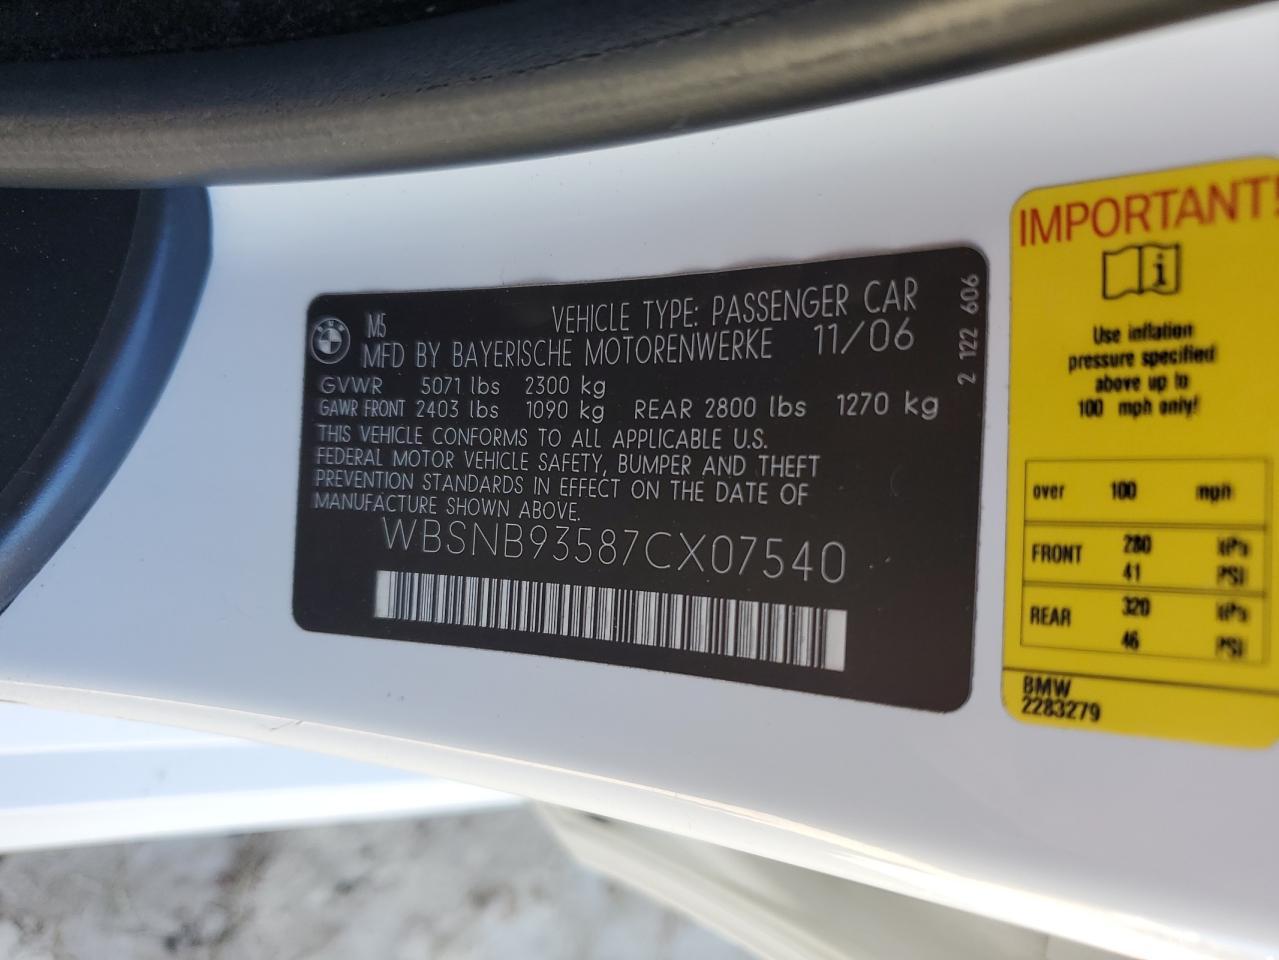 M5 VEHICLE TYPE: PASSENGER CAR
MFD BY BAYERISCHE MOTORENWERKE 11/06
GVWR 5071 lbs 2300 kg
GAWR FRONT 2403 lbs 1090 kg REAR 2800 lbs 1270 kg
THIS VEHICLE CONFORMS TO ALL APPLICABLE U.S.
FEDERAL MOTOR VEHICLE SAFETY, BUMPER AND THEFT
PREVENTION STANDARDS IN EFFECT ON THE DATE OF
MANUFACTURE SHOWN ABOVE.
WBSNB93587CX07540
2 122 606
IMPORTANT!
i
Use inflation
pressure specified
above up to
100 mph only!
over 100 mph
FRONT 280 kPa
41 PSI
REAR 320 kPa
46 PSI
BMW
2283279